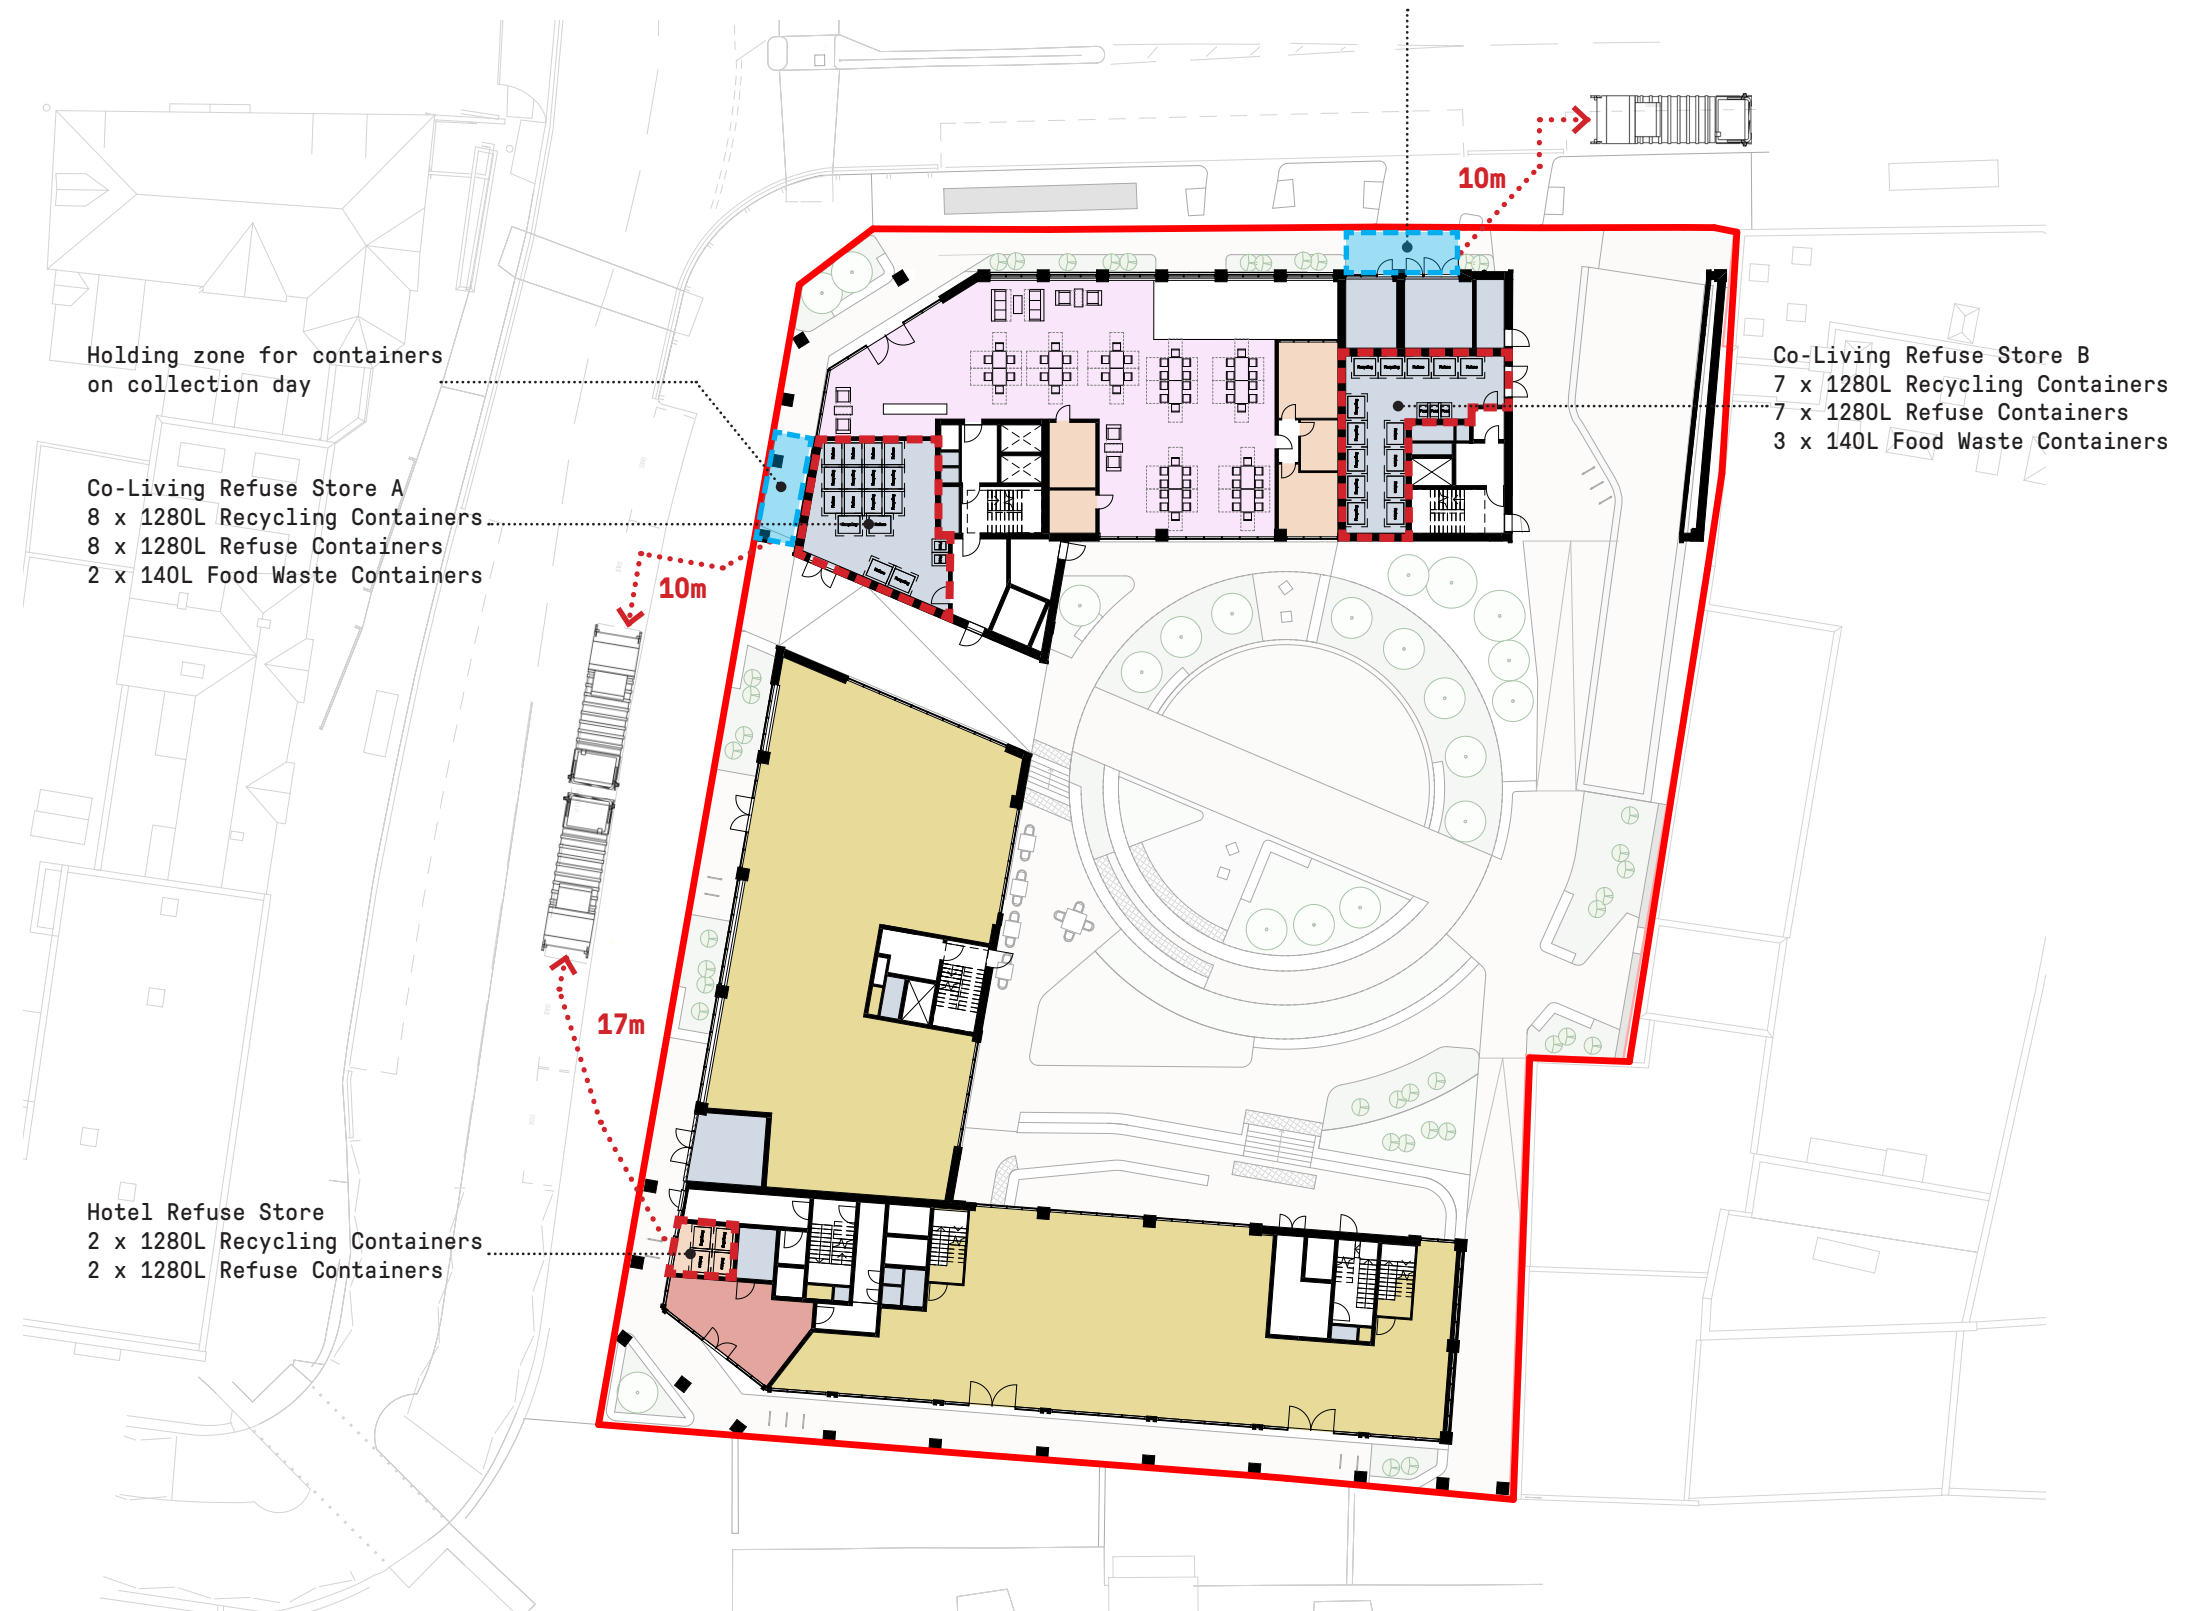 10m
Holding zone for containers
on collection day
Co-Living Refuse Store B
7 x 1280L Recycling Containers
7 x 1280L Refuse Containers
3 x 140L Food Waste Containers
Co-Living Refuse Store A
8 x 1280L Recycling Containers
8 x 1280L Refuse Containers
2 x 140L Food Waste Containers
10m
17m
Hotel Refuse Store
2 x 1280L Recycling Containers
2 x 1280L Refuse Containers